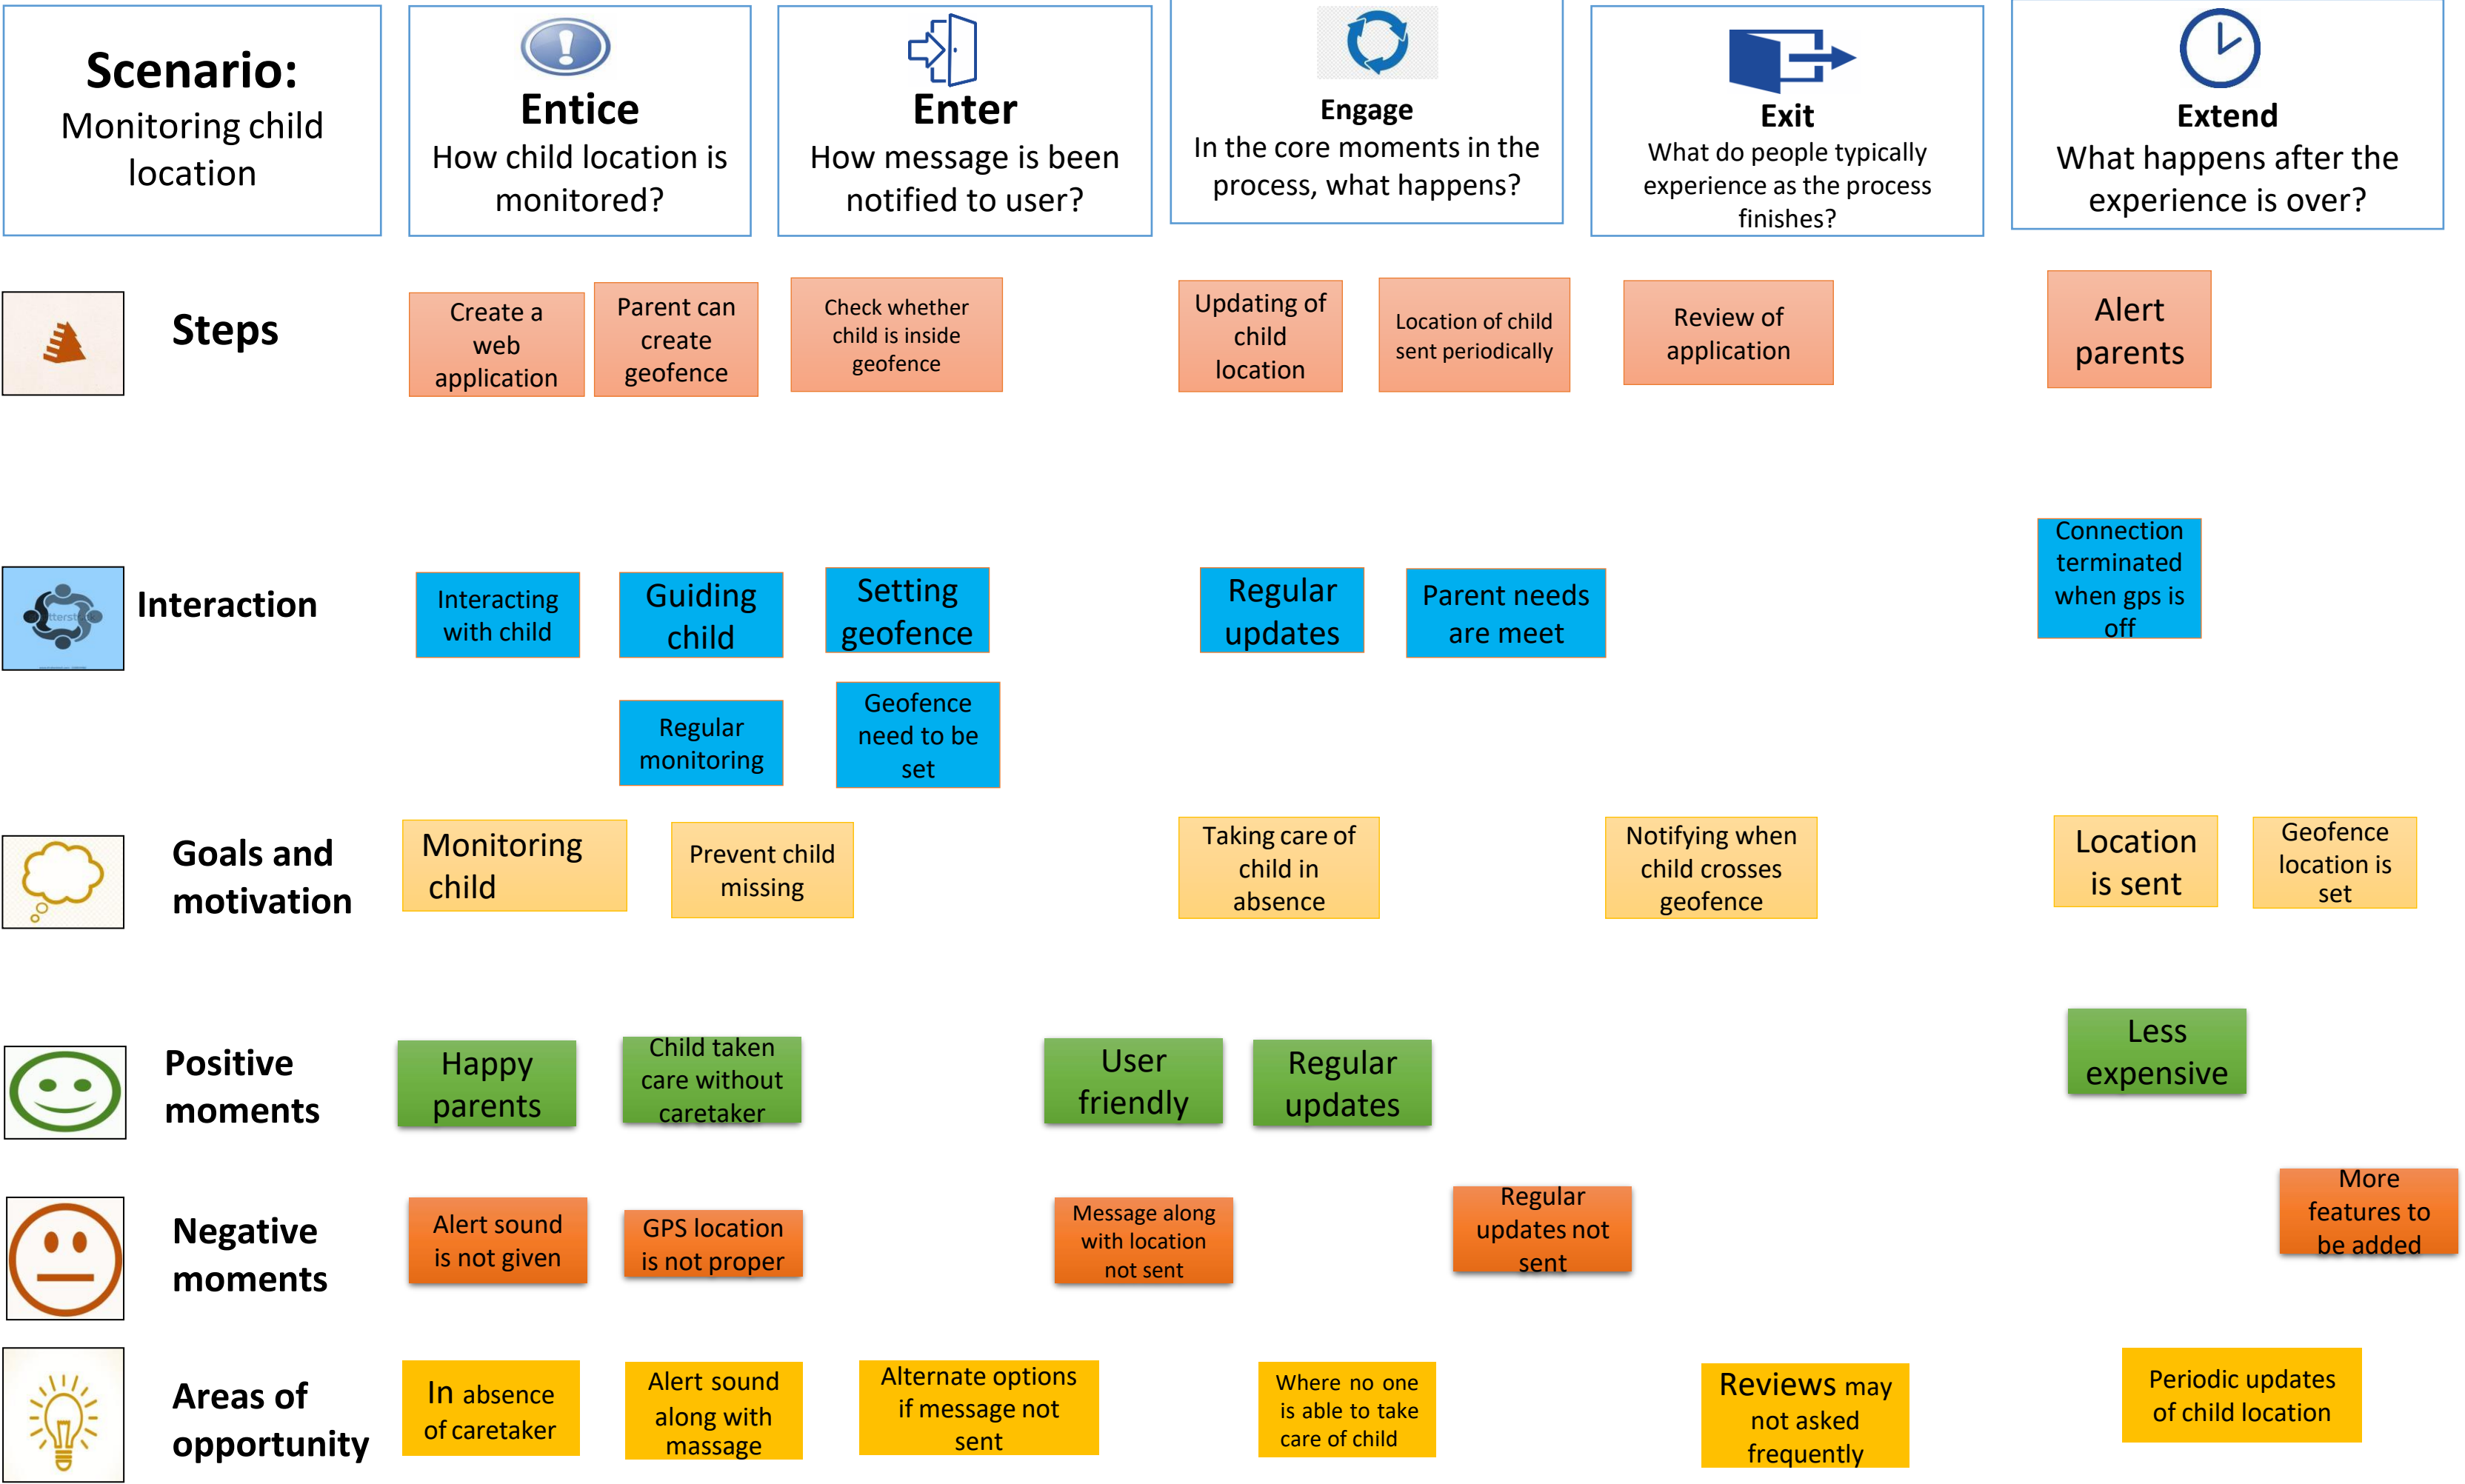 Scenario:
Monitoring child
location
Entice
How child location is
monitored?
Enter
How message is been
notified to user?
Engage
In the core moments in the
process, what happens?
Exit
What do people typically
experience as the process
finishes?
Extend
What happens after the
experience is over?
Steps
Create a
web
application
Parent can
create
geofence
Check whether
child is inside
geofence
Updating of
child
location
Location of child
sent periodically
Review of
application
Alert
parents
Interaction
Interacting
with child
Guiding
child
Setting
geofence
Regular
updates
Parent needs
are meet
Connection
terminated
when gps is
off
Regular
monitoring
Geofence
need to be
set
Goals and
motivation
Monitoring
child
Prevent child
missing
Taking care of
child in
absence
Notifying when
child crosses
geofence
Location
is sent
Geofence
location is
set
Positive
moments
Happy
parents
Child taken
care without
caretaker
User
friendly
Regular
updates
Less
expensive
Negative
moments
Alert sound
is not given
GPS location
is not proper
Message along
with location
not sent
Regular
updates not
sent
More
features to
be added
Areas of
opportunity
In absence
of caretaker
Alert sound
along with
massage
Alternate options
if message not
sent
Where no one
is able to take
care of child
Reviews may
not asked
frequently
Periodic updates
of child location